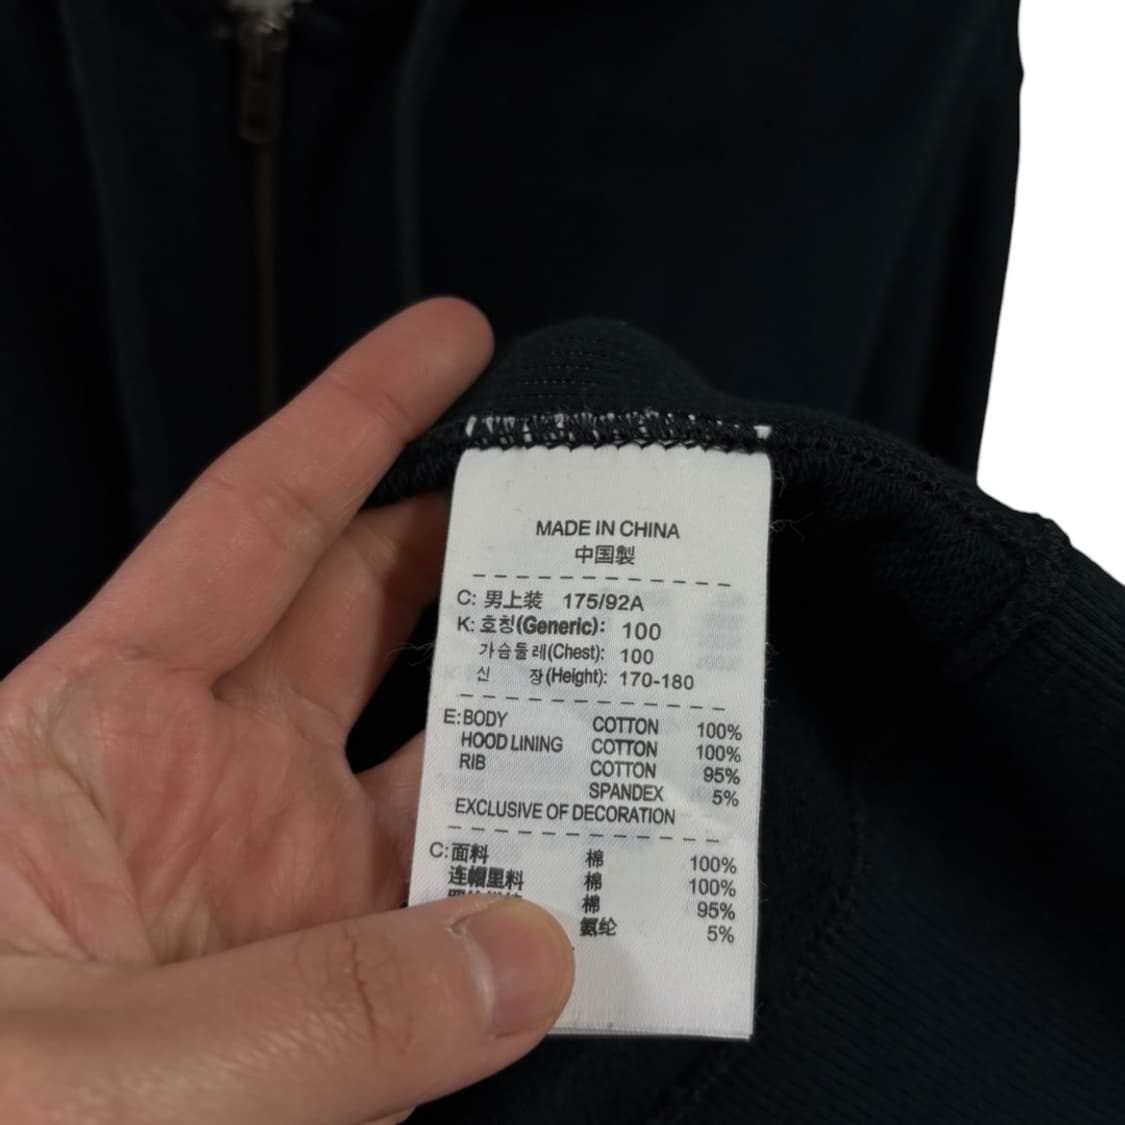 MADE IN CHINA
中国製
C: 男上装 175/92A
K: 호칭(Generic): 100
가슴둘레(Chest): 100
신 장(Height): 170-180
E: BODY COTTON 100%
HOOD LINING COTTON 100%
RIB COTTON 95%
SPANDEX 5%
EXCLUSIVE OF DECORATION
C: 面料 棉 100%
连帽里料 棉 100%
棉 95%
氨纶 5%